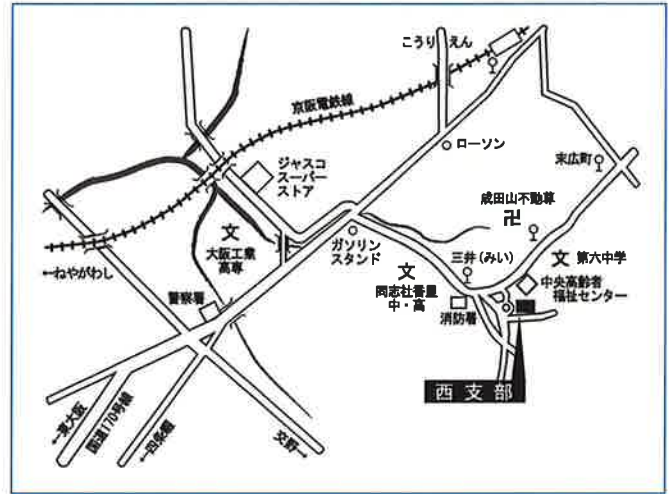 こうりえん
京阪電鉄線
ローソン
ジャスコ
スーパー
ストア
末広町
成田山不動尊
卍
文
大阪工業
高専
ガソリン
スタンド
三井(みい)
文
第六中学
←ねやがわし
文
同志社香里
中・高
中央高齢者
福祉センター
警察署
消防署
西支部
←東大阪
国道170号線
←四条畷
交野→